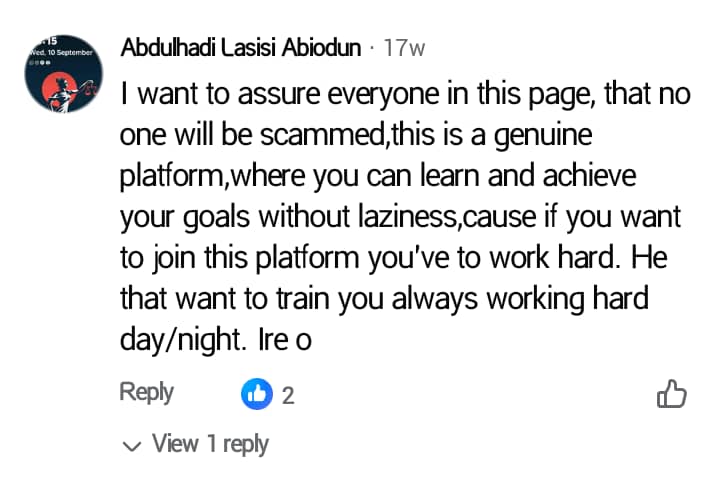 15
Wed, 10 September
Abdulhadi Lasisi Abiodun · 17w
I want to assure everyone in this page, that no
one will be scammed,this is a genuine
platform,where you can learn and achieve
your goals without laziness,cause if you want
to join this platform you've to work hard. He
that want to train you always working hard
day/night. Ire o
Reply 2
View 1 reply